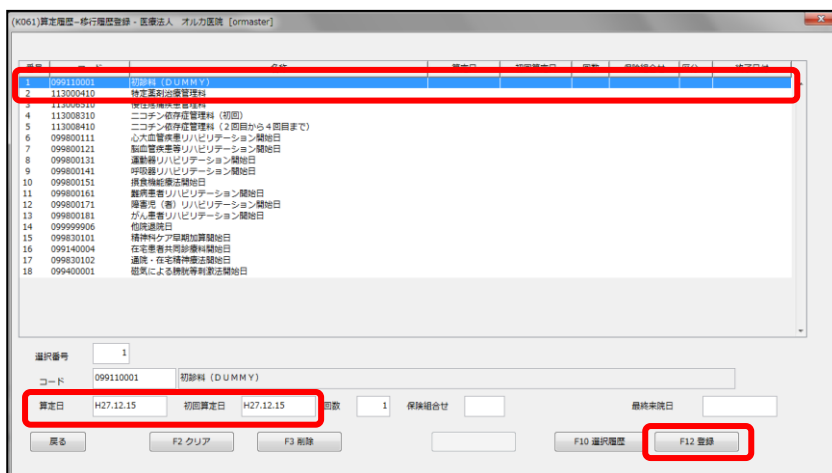 (K061)算定履歴-移行履歴登録 - 医療法人 オルカ医院 [ormaster]
番号 コード 名称 算定日 初回算定日 回数 保険組合せ 区分 終了日付
1 099110001 初診料（ＤＵＭＭＹ）
2 113000410 特定薬剤治療管理料
3 113006510 慢性疼痛疾患管理料
4 113008310 ニコチン依存症管理料（初回）
5 113008410 ニコチン依存症管理料（２回目から４回目まで）
6 099800111 心大血管疾患リハビリテーション開始日
7 099800121 脳血管疾患等リハビリテーション開始日
8 099800131 運動器リハビリテーション開始日
9 099800141 呼吸器リハビリテーション開始日
10 099800151 摂食機能療法開始日
11 099800161 難病患者リハビリテーション開始日
12 099800171 障害児（者）リハビリテーション開始日
13 099800181 がん患者リハビリテーション開始日
14 099999906 他院退院日
15 099830101 精神科ケア早期加算開始日
16 099140004 在宅患者共同診療料開始日
17 099830102 通院・在宅精神療法開始日
18 099400001 磁気による膀胱等刺激法開始日
選択番号 1
コード 099110001 初診料（ＤＵＭＭＹ）
算定日 H27.12.15 初回算定日 H27.12.15 回数 1 保険組合せ 最終来院日
戻る F2 クリア F3 削除 F10 選択履歴 F12 登録